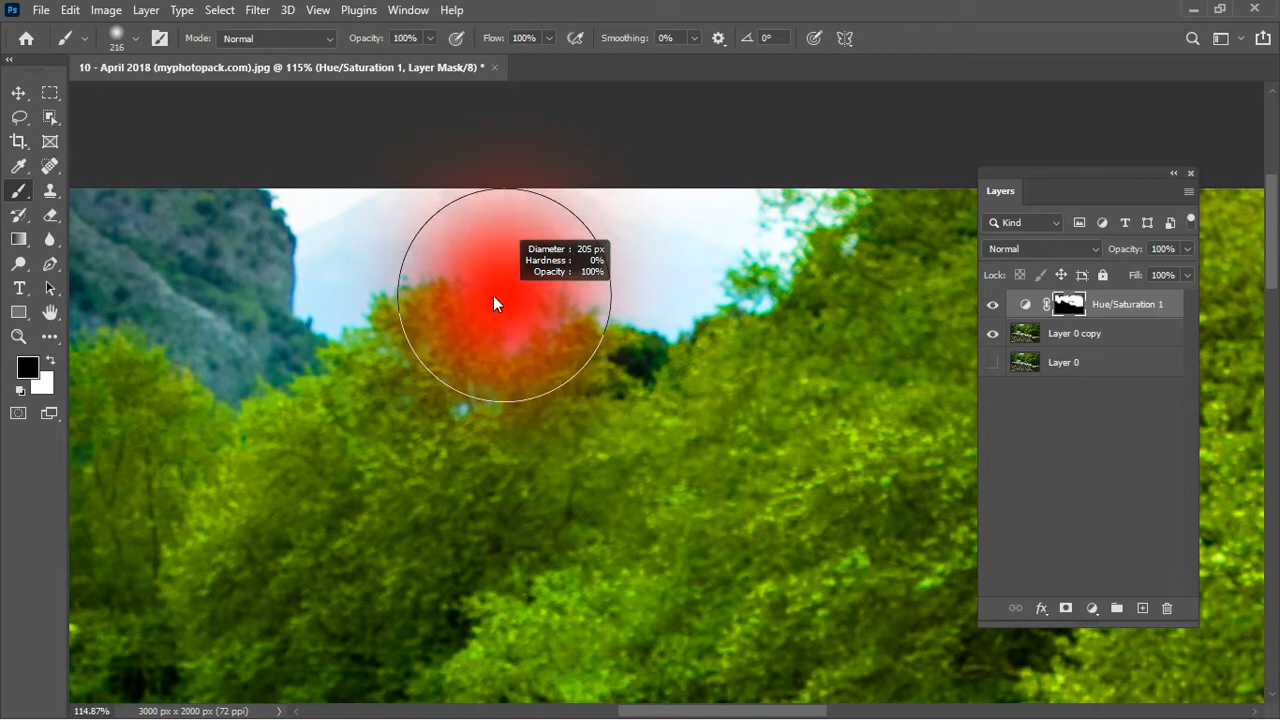 Ps File Edit Image Layer Type Select Filter 3D View Plugins Window Help
216 Mode: Normal Opacity: 100% Flow: 100% Smoothing: 0% 0°
10 - April 2018 (myphotopack.com).jpg @ 115% (Hue/Saturation 1, Layer Mask/8) *
Diameter : 205 px
Hardness : 0%
Opacity : 100%
Layers
Kind
Normal Opacity: 100%
Lock: Fill: 100%
Hue/Saturation 1
Layer 0 copy
Layer 0
fx
114.87% 3000 px x 2000 px (72 ppi)